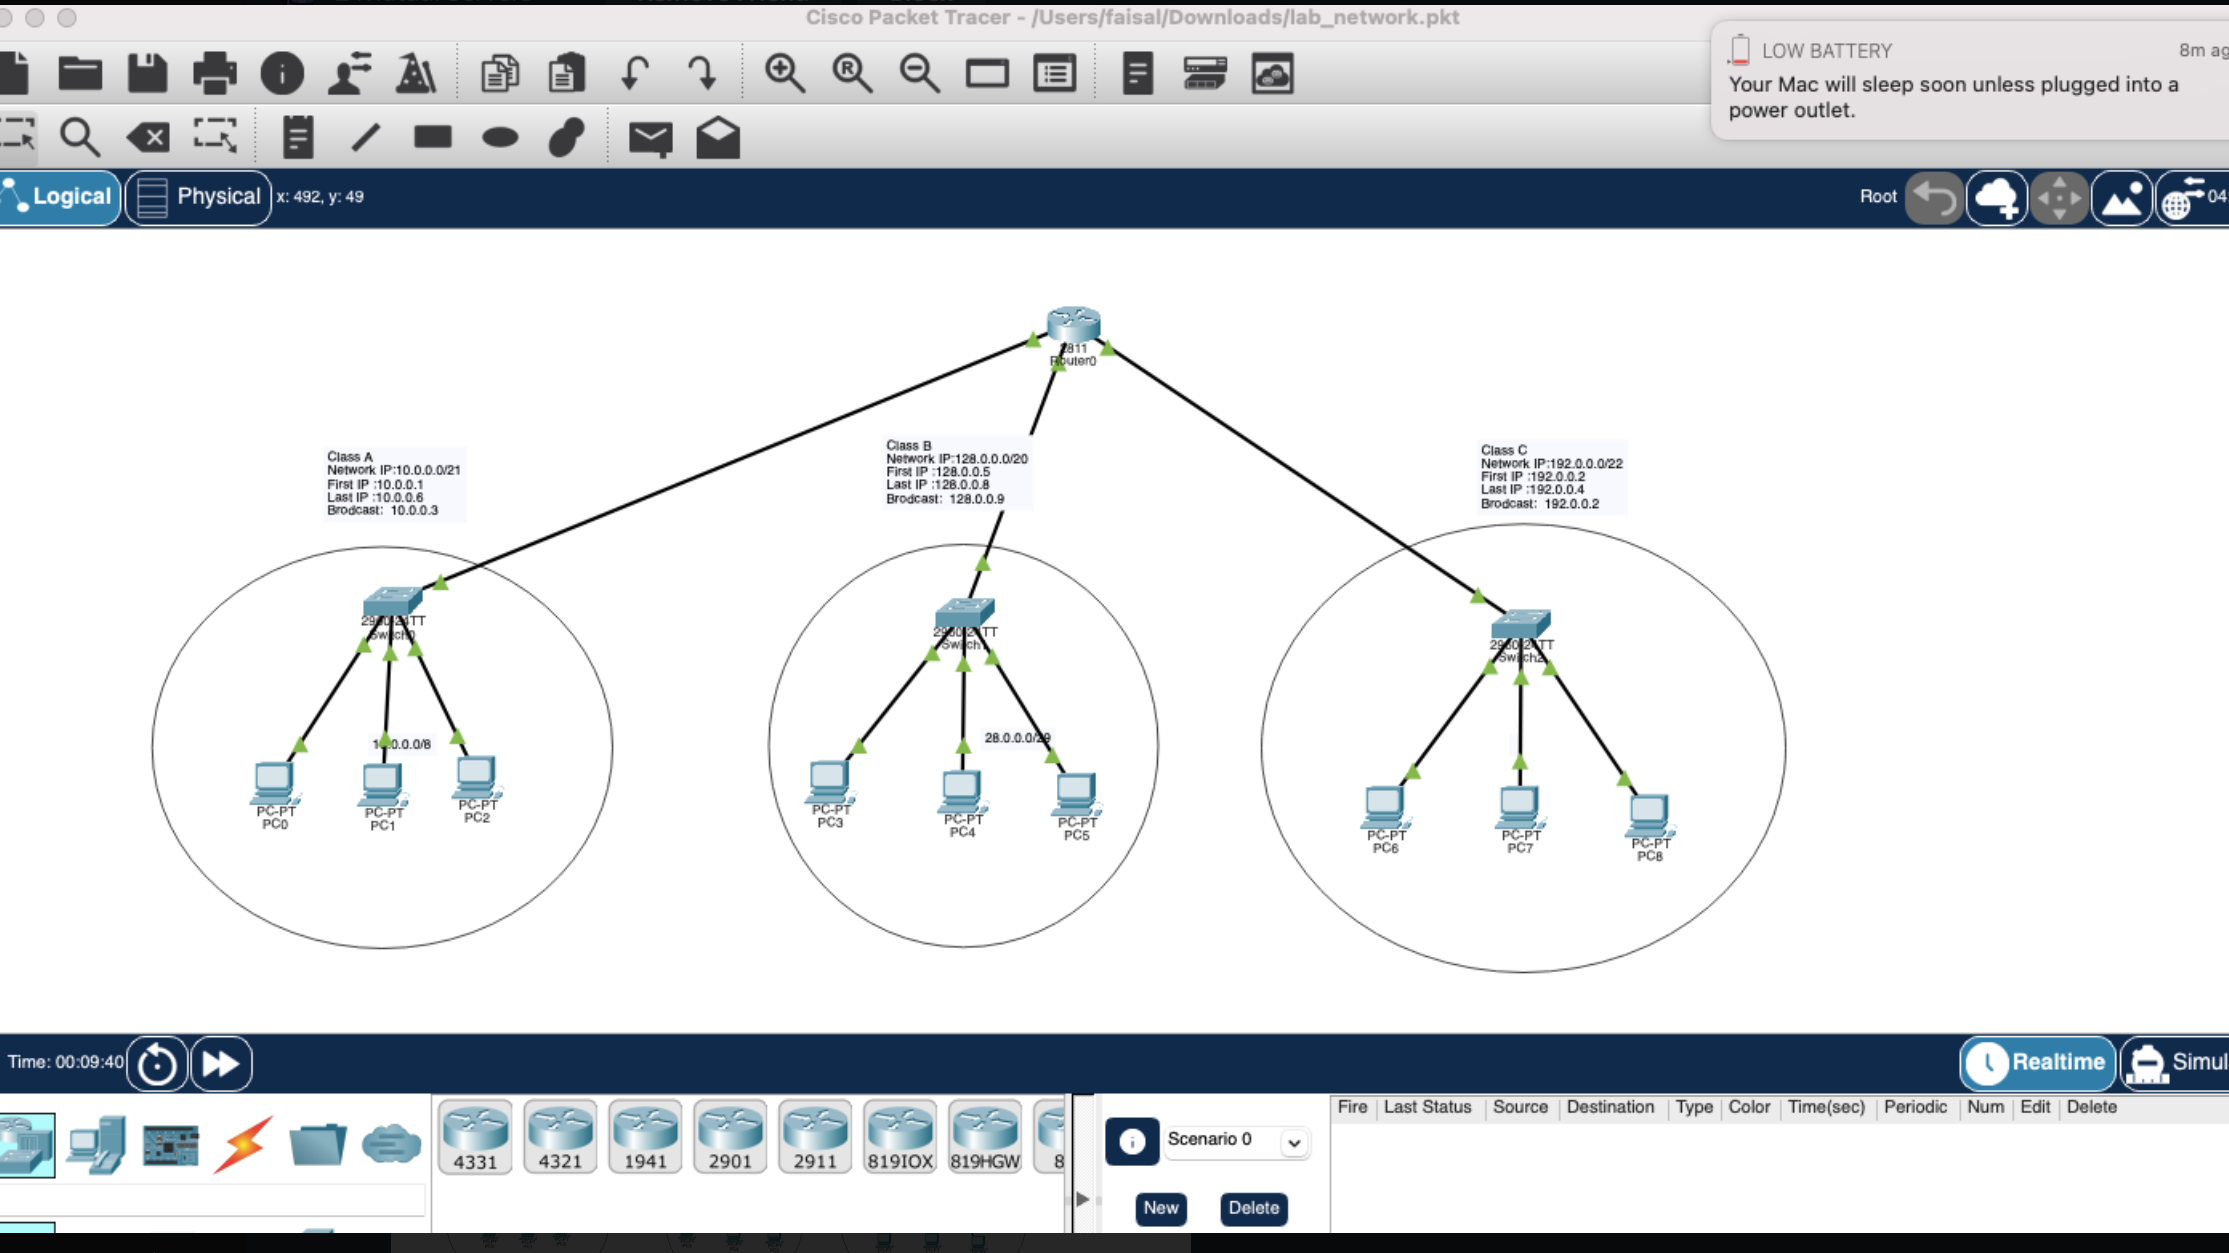 Cisco Packet Tracer - /Users/faisal/Downloads/lab_network.pkt
LOW BATTERY
8m ag
Your Mac will sleep soon unless plugged into a
power outlet.
Logical
Physical
x: 492, y: 49
Root
04
2811
Router0
Class A
Network IP:10.0.0.0/21
First IP :10.0.0.1
Last IP :10.0.0.6
Brodcast: 10.0.0.3
Class B
Network IP:128.0.0.0/20
First IP :128.0.0.5
Last IP :128.0.0.8
Brodcast: 128.0.0.9
Class C
Network IP:192.0.0.0/22
First IP :192.0.0.2
Last IP :192.0.0.4
Brodcast: 192.0.0.2
2960-24TT
Switch0
2960-24TT
Switch1
2960-24TT
Switch2
28.0.0.0/29
PC-PT
PC0
PC-PT
PC1
PC-PT
PC2
PC-PT
PC3
PC-PT
PC4
PC-PT
PC5
PC-PT
PC6
PC-PT
PC7
PC-PT
PC8
Time: 00:09:40
Realtime
Simul
4331
4321
1941
2901
2911
819IOX
819HGW
8
Scenario 0
New
Delete
Fire Last Status Source Destination Type Color Time(sec) Periodic Num Edit Delete